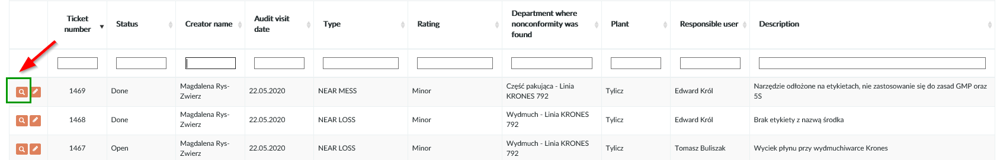 Ticket number
Status
Creator name
Audit visit date
Type
Rating
Department where nonconformity was found
Plant
Responsible user
Description
1469
Done
Magdalena Rys-
Zwierz
22.05.2020
NEAR MESS
Minor
Część pakująca - Linia
KRONES 792
Tylicz
Edward Król
Narzędzie odłożone na etykietach, nie zastosowanie się do zasad GMP oraz
5S
1468
Done
Magdalena Rys-
Zwierz
22.05.2020
NEAR LOSS
Minor
Wydmuch - Linia KRONES
792
Tylicz
Edward Król
Brak etykiety z nazwą środka
1467
Open
Magdalena Rys-
Zwierz
22.05.2020
NEAR LOSS
Minor
Wydmuch - Linia KRONES
792
Tylicz
Tomasz Buliszak
Wyciek płynu przy wydmuchiwarce Krones